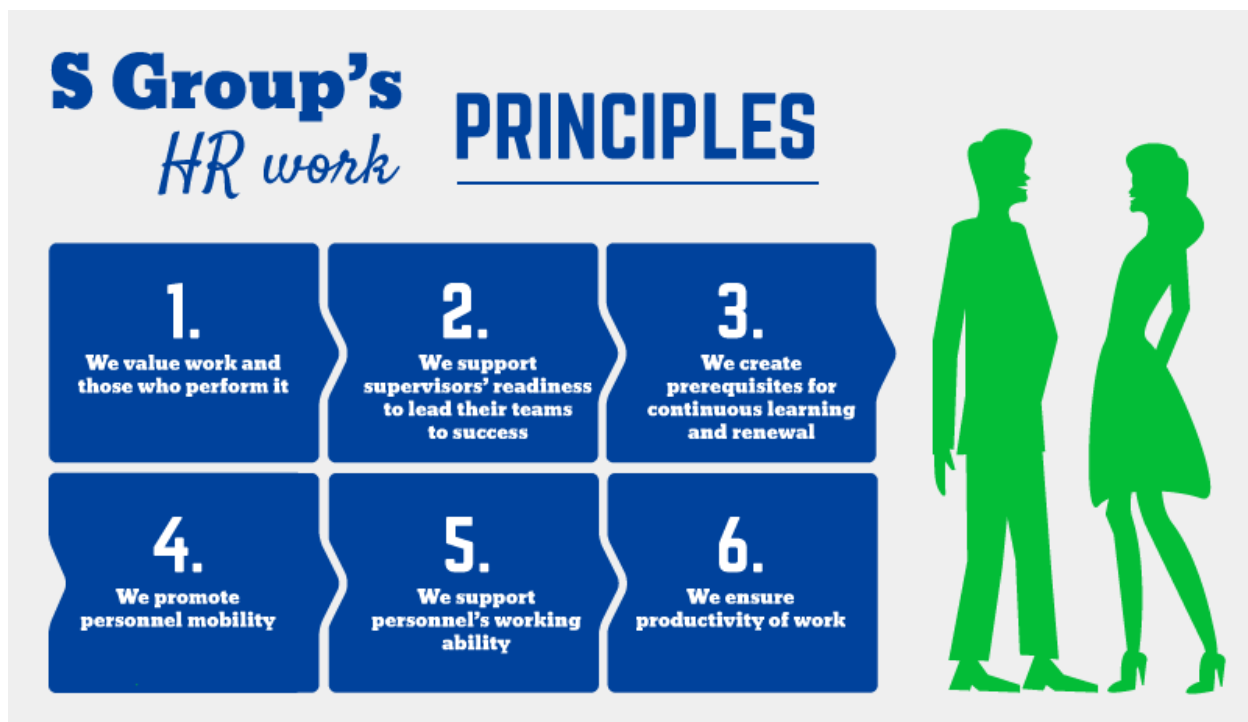 S Group's
HR work
PRINCIPLES
1.
We value work and
those who perform it
2.
We support
supervisors' readiness
to lead their teams
to success
3.
We create
prerequisites for
continuous learning
and renewal
4.
We promote
personnel mobility
5.
We support
personnel's working
ability
6.
We ensure
productivity of work